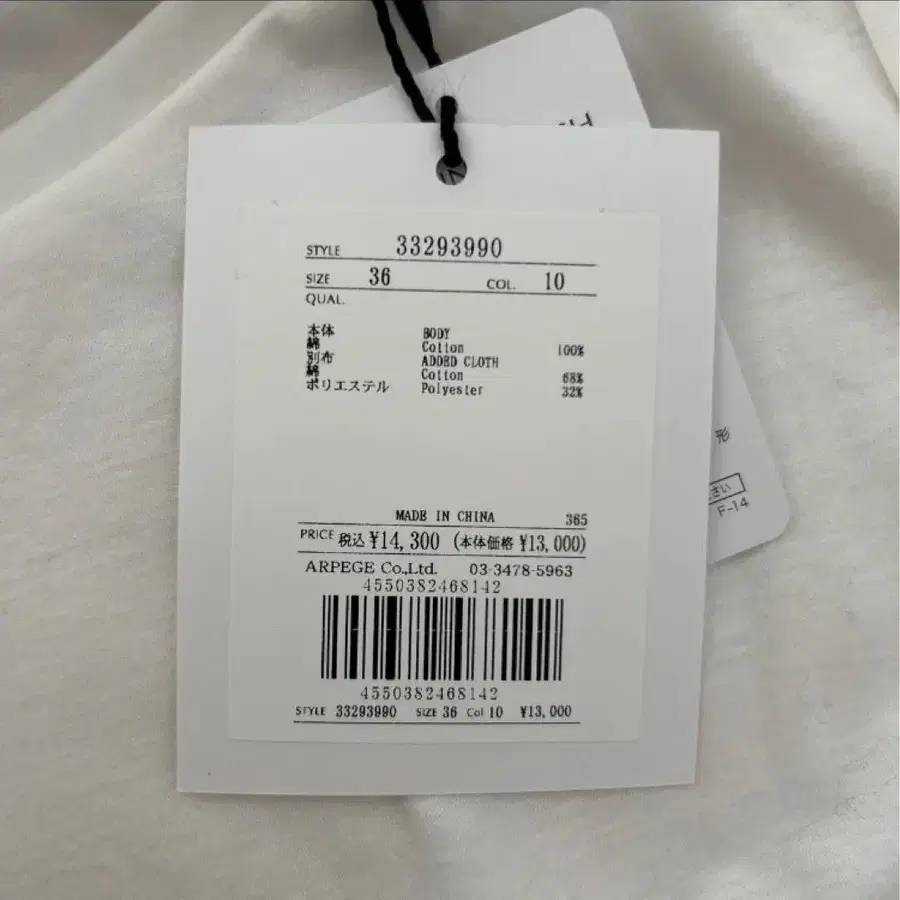 STYLE 33293990
SIZE 36 COL. 10
QUAL.
本体 BODY
綿 Cotton 100%
別布 ADDED CLOTH
綿 Cotton 68%
ポリエステル Polyester 32%
MADE IN CHINA 365
PRICE 税込 ¥14,300 (本体価格 ¥13,000)
ARPEGE Co.,Ltd. 03-3478-5963
4550382468142
4550382468142
STYLE 33293990 SIZE 36 Col 10 ¥13,000
形
さい
F-14